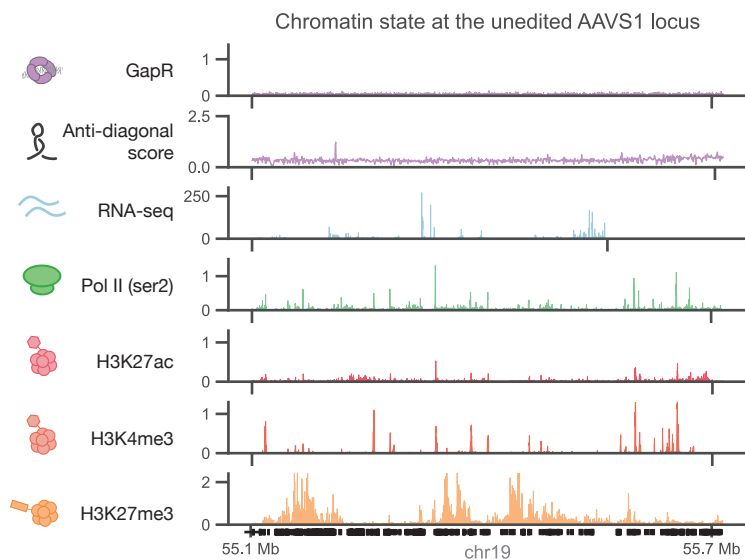 Chromatin state at the unedited AAVS1 locus
GapR
1
0
Anti-diagonal
score
2.5
0.0
RNA-seq
250
0
Pol II (ser2)
1
0
H3K27ac
1
0
H3K4me3
1
0
H3K27me3
2
0
55.1 Mb
chr19
55.7 Mb